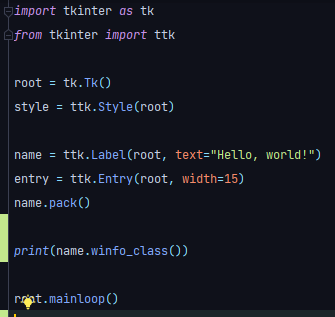 import tkinter as tk
from tkinter import ttk
root = tk.Tk()
style = ttk.Style(root)
name = ttk.Label(root, text="Hello, world!")
entry = ttk.Entry(root, width=15)
name.pack()
print(name.winfo_class())
root.mainloop()